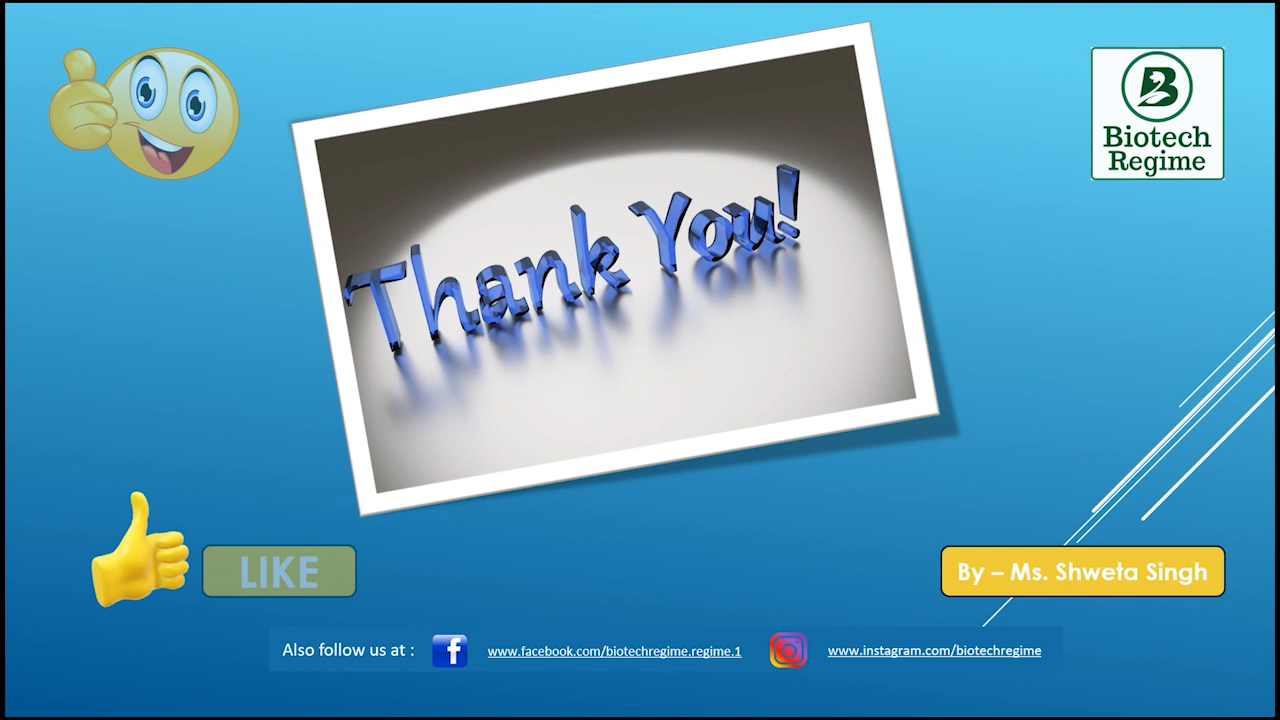 Thank You!
B
Biotech
Regime
LIKE
By – Ms. Shweta Singh
Also follow us at : f www.facebook.com/biotechregime.regime.1 www.instagram.com/biotechregime